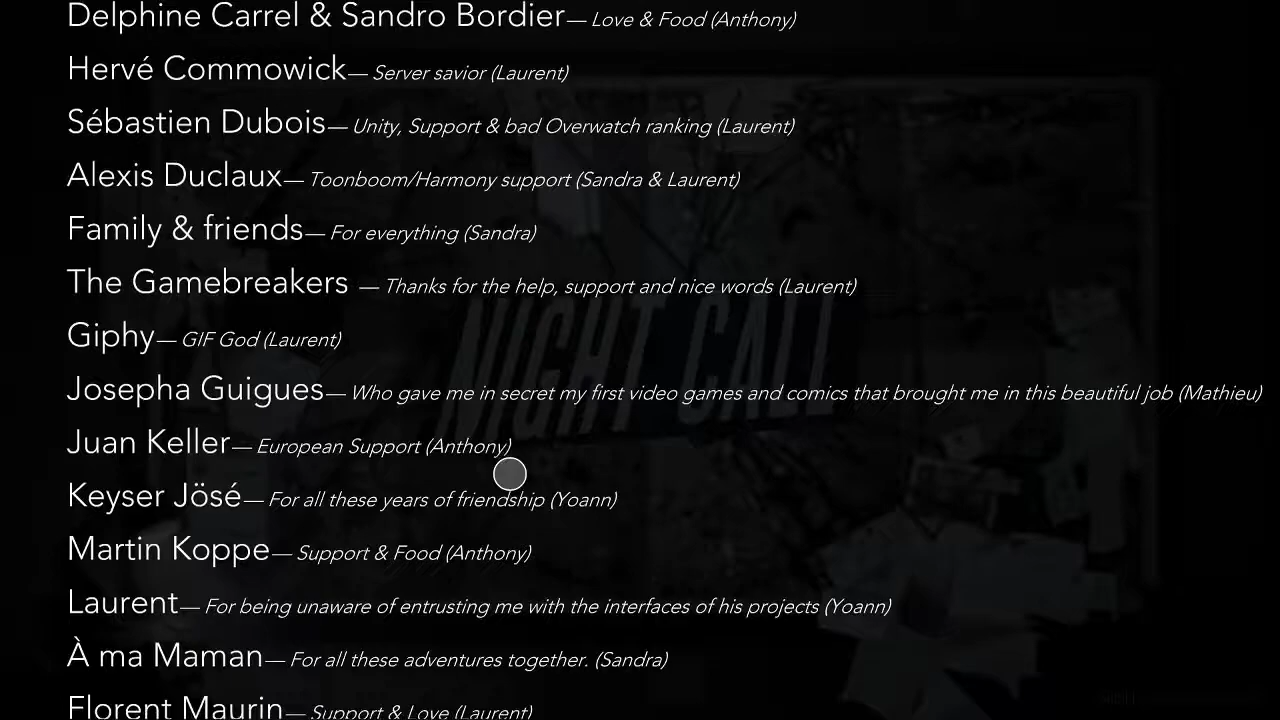 Delphine Carrel & Sandro Bordier— Love & Food (Anthony)
Hervé Commowick— Server savior (Laurent)
Sébastien Dubois— Unity, Support & bad Overwatch ranking (Laurent)
Alexis Duclaux— Toonboom/Harmony support (Sandra & Laurent)
Family & friends— For everything (Sandra)
The Gamebreakers — Thanks for the help, support and nice words (Laurent)
NIGHT CALL
Giphy— GIF God (Laurent)
Josepha Guigues— Who gave me in secret my first video games and comics that brought me in this beautiful job (Mathieu)
Juan Keller— European Support (Anthony)
Keyser Jösé— For all these years of friendship (Yoann)
Martin Koppe— Support & Food (Anthony)
Laurent— For being unaware of entrusting me with the interfaces of his projects (Yoann)
À ma Maman— For all these adventures together. (Sandra)
Florent Maurin— Support & Love (Laurent)